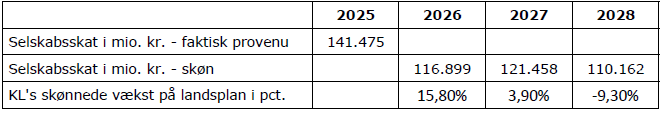 2025 2026 2027 2028
Selskabsskat i mio. kr. - faktisk provenu 141.475
Selskabsskat i mio. kr. - skøn 116.899 121.458 110.162
KL's skønnede vækst på landsplan i pct. 15,80% 3,90% -9,30%